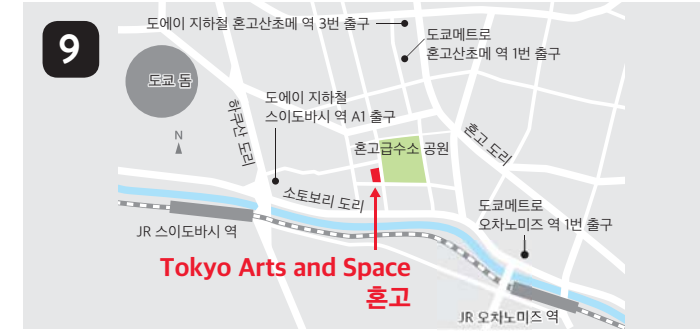 9
도에이 지하철 혼고산초메 역 3번 출구
도쿄메트로
혼고산초메 역 1번 출구
도쿄 돔
N
하쿠산 도리
도에이 지하철
스이도바시 역 A1 출구
혼고급수소 공원
혼고 도리
소토보리 도리
도쿄메트로
오차노미즈 역 1번 출구
JR 스이도바시 역
Tokyo Arts and Space
혼고
JR 오차노미즈 역